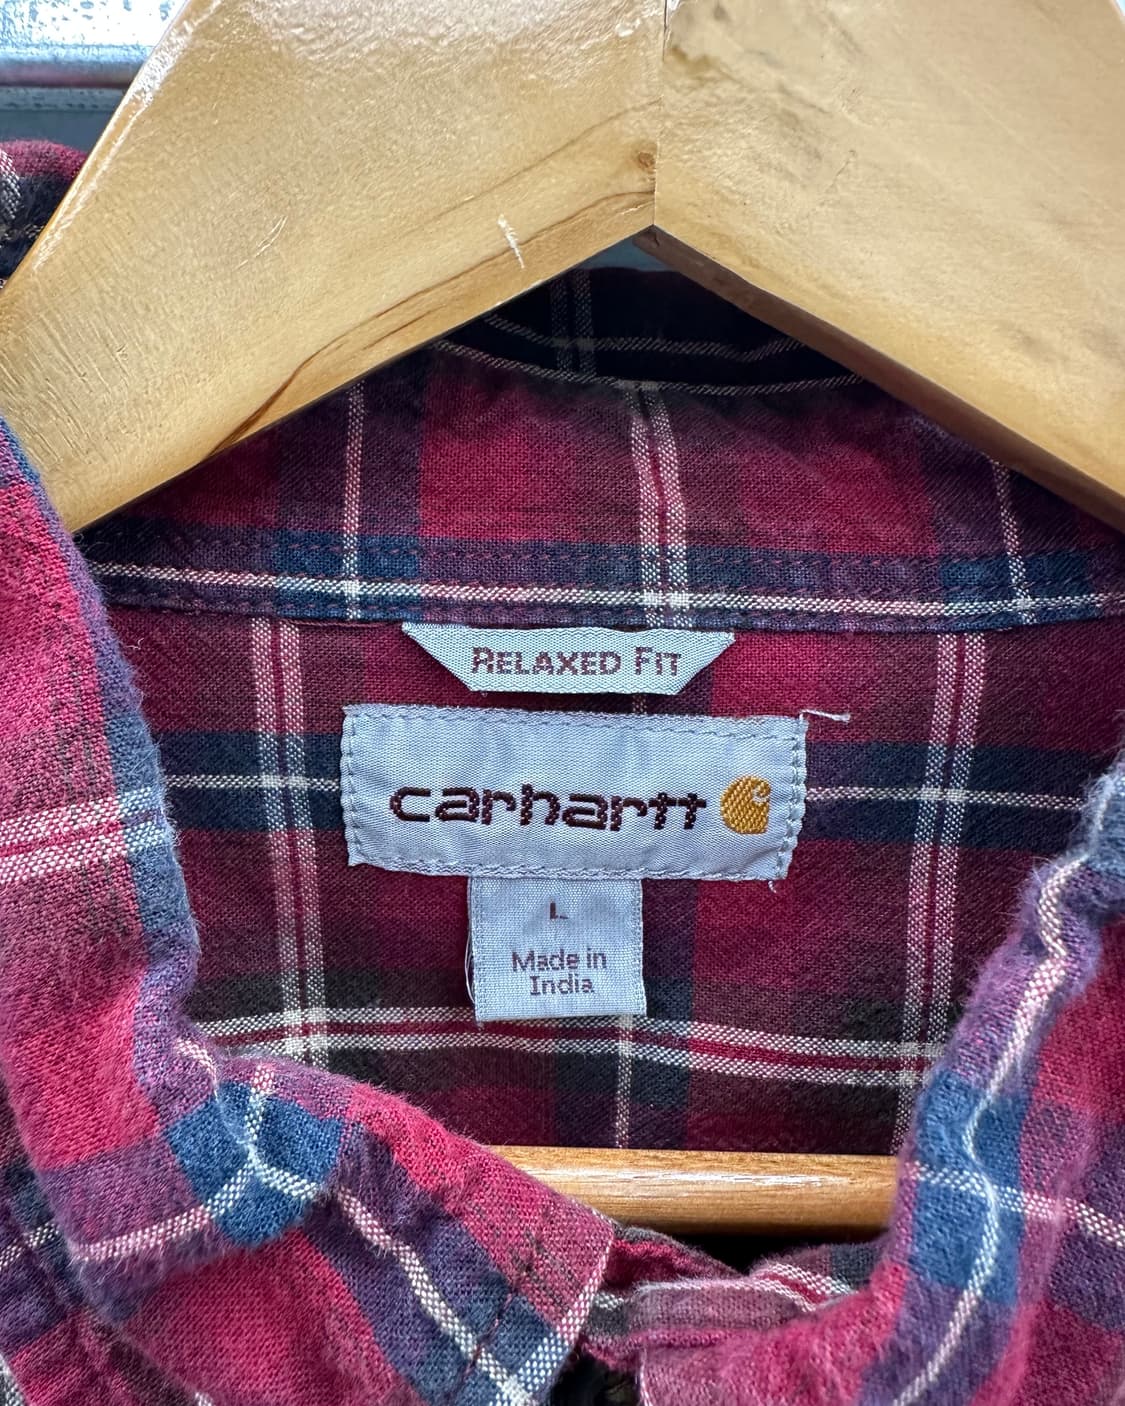 RELAXED FIT
carhartt
L
Made in
India